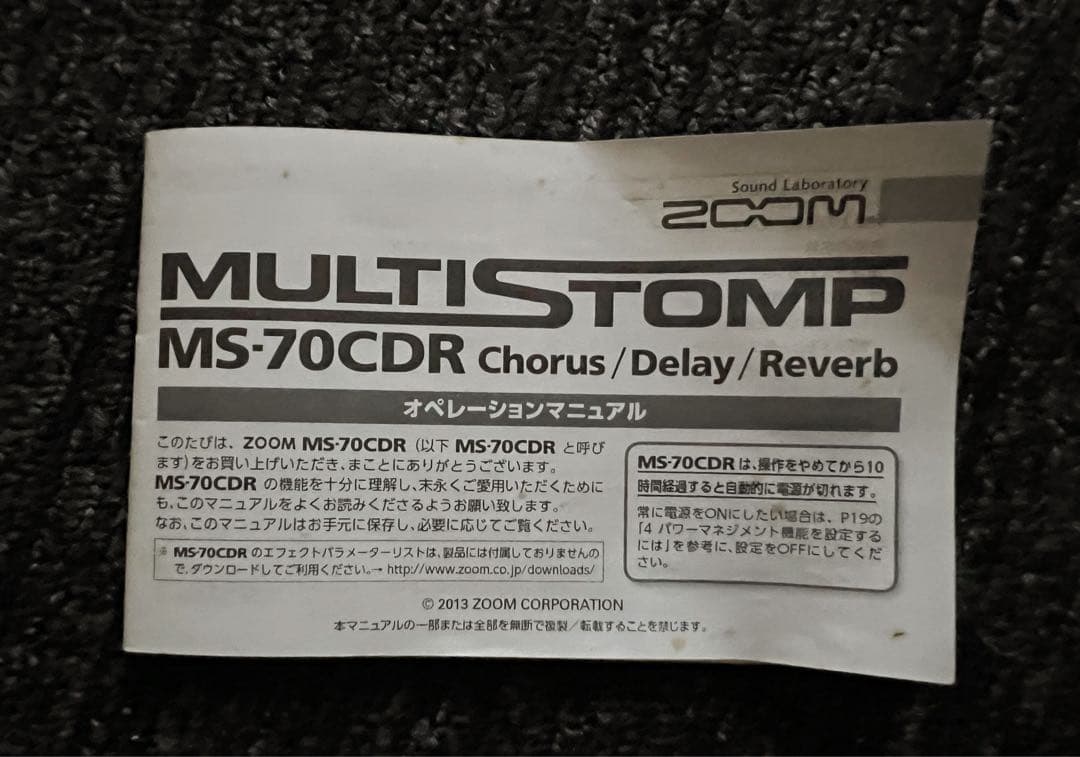 Sound Laboratory
ZOOM
MULTI STOMP
MS-70CDR Chorus/Delay/Reverb
オペレーションマニュアル
このたびは、ZOOM MS-70CDR（以下 MS-70CDR と呼び
ます)をお買い上げいただき、まことにありがとうございます。
MS-70CDR の機能を十分に理解し、末永くご愛用いただくために
も、このマニュアルをよくお読みくださるようお願い致します。
なお、このマニュアルはお手元に保存し、必要に応じてご覧ください。
※ MS-70CDR のエフェクトパラメーターリストは、製品には付属しておりませんの
で、ダウンロードしてご利用ください。→ http://www.zoom.co.jp/downloads/
MS-70CDR は、操作をやめてから10
時間経過すると自動的に電源が切れます。
常に電源をONにしたい場合は、P19の
「4 パワーマネジメント機能を設定する
には」を参考に、設定をOFFにしてくだ
さい。
© 2013 ZOOM CORPORATION
本マニュアルの一部または全部を無断で複製／転載することを禁じます。